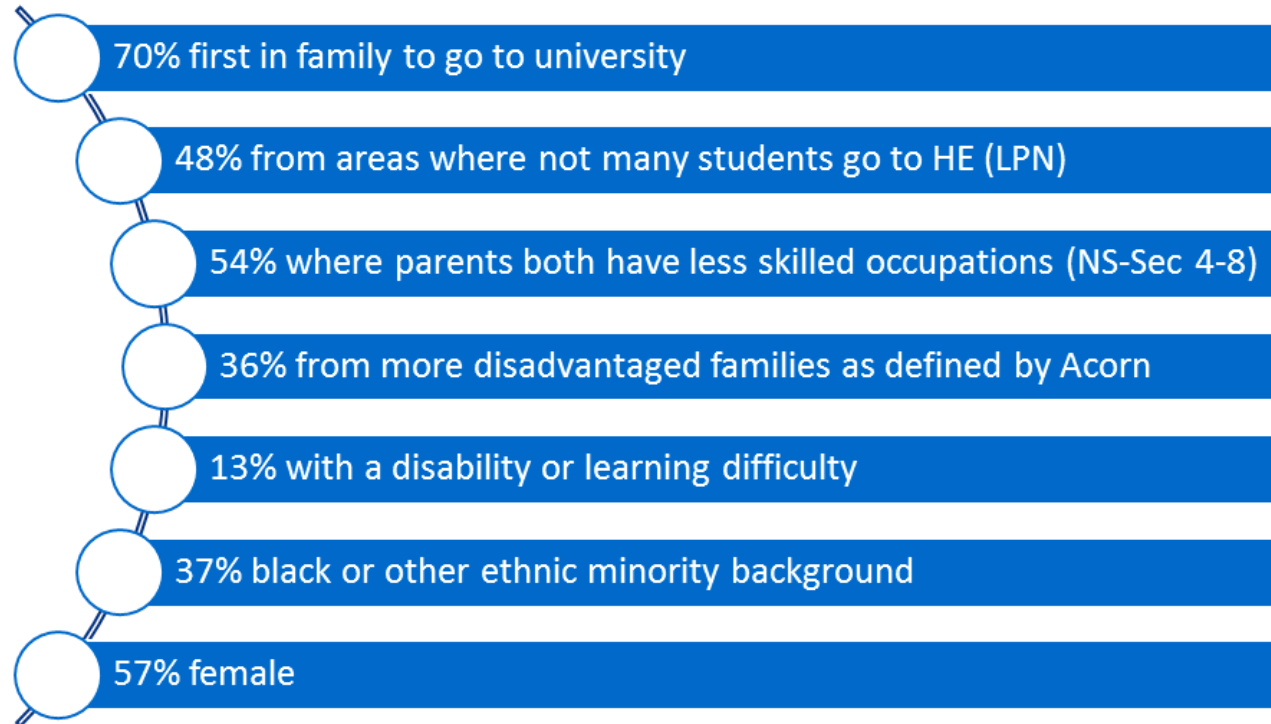 70% first in family to go to university
48% from areas where not many students go to HE (LPN)
54% where parents both have less skilled occupations (NS-Sec 4-8)
36% from more disadvantaged families as defined by Acorn
13% with a disability or learning difficulty
37% black or other ethnic minority background
57% female